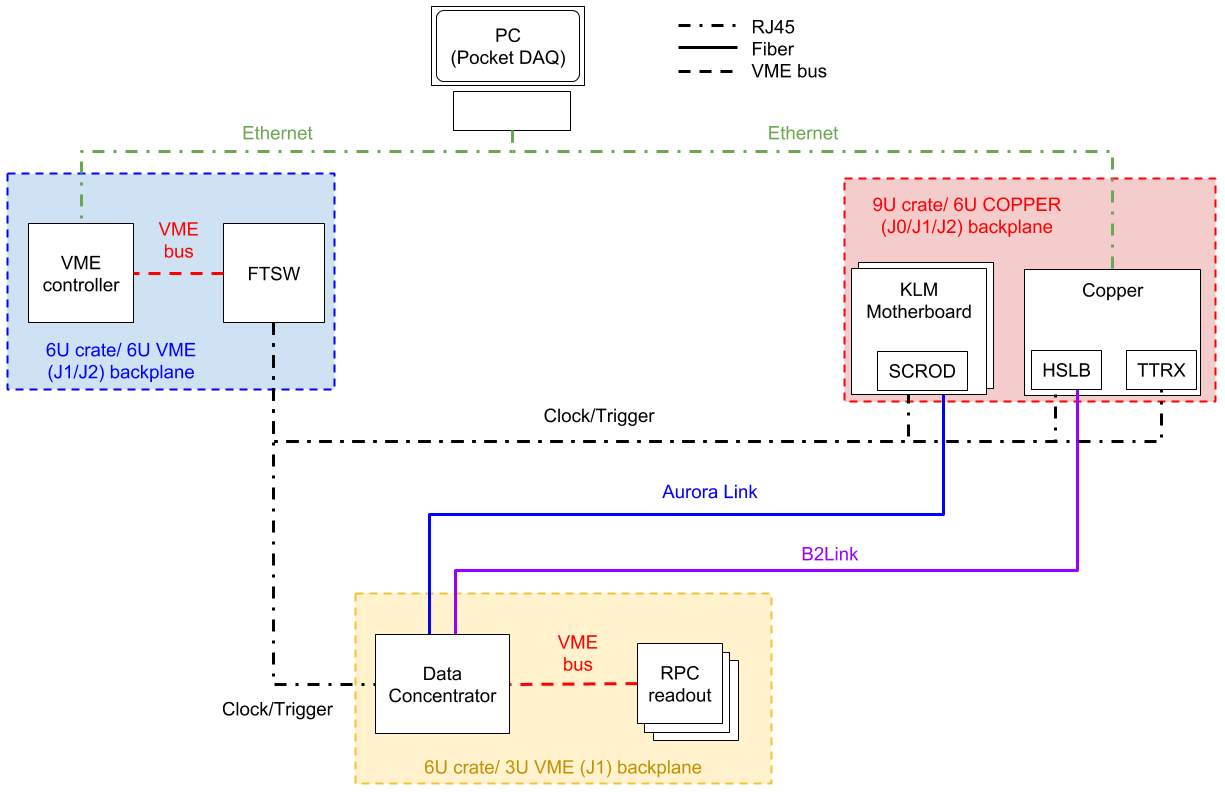 PC
(Pocket DAQ)
RJ45
Fiber
VME bus
Ethernet
Ethernet
VME
controller
VME
bus
FTSW
6U crate/ 6U VME
(J1/J2) backplane
9U crate/ 6U COPPER
(J0/J1/J2) backplane
KLM
Motherboard
SCROD
Copper
HSLB
TTRX
Clock/Trigger
Aurora Link
B2Link
Data
Concentrator
VME
bus
RPC
readout
Clock/Trigger
6U crate/ 3U VME (J1) backplane